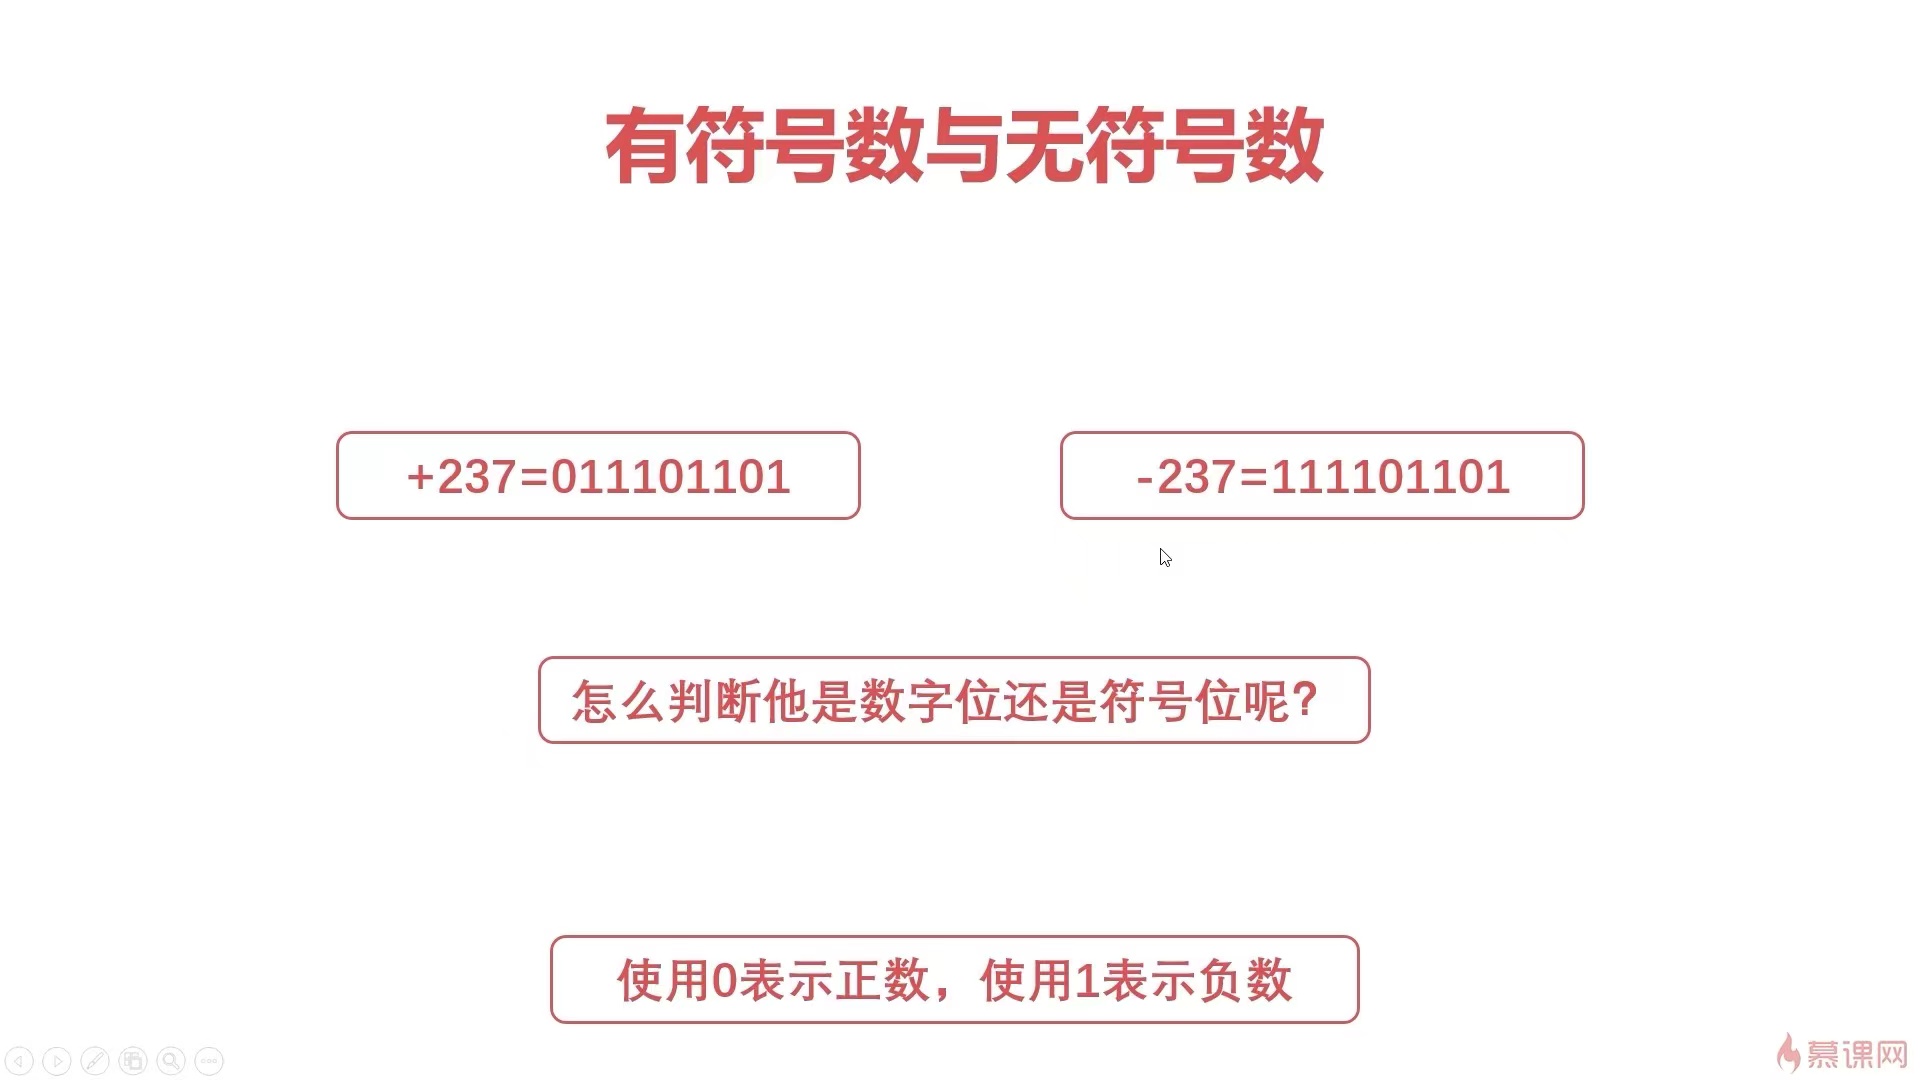 有符号数与无符号数
+237=011101101
-237=111101101
怎么判断他是数字位还是符号位呢?
使用0表示正数，使用1表示负数
慕课网